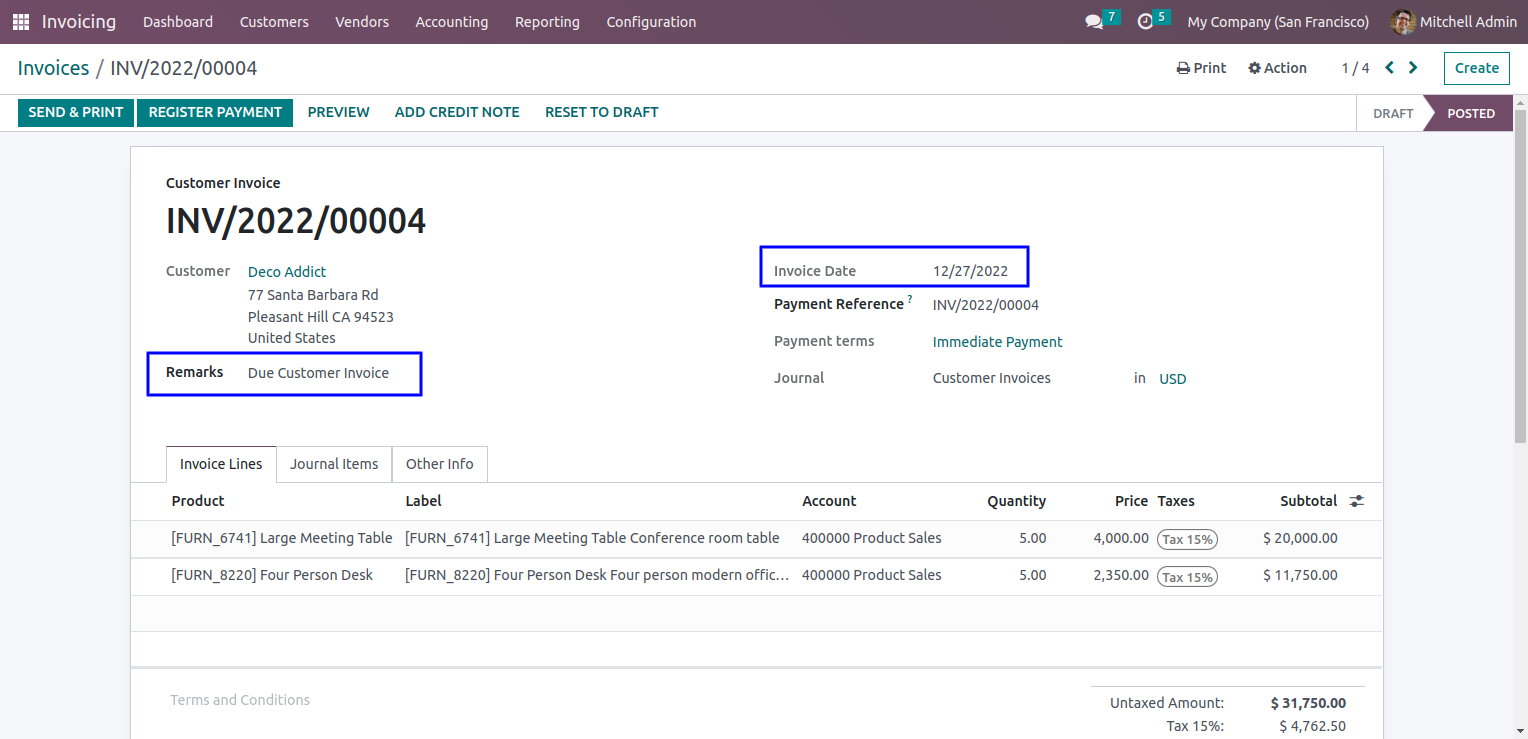 Invoicing Dashboard Customers Vendors Accounting Reporting Configuration 7 5 My Company (San Francisco) Mitchell Admin
Invoices / INV/2022/00004 Print Action 1 / 4 Create
SEND & PRINT REGISTER PAYMENT PREVIEW ADD CREDIT NOTE RESET TO DRAFT DRAFT POSTED
Customer Invoice
INV/2022/00004
Customer Deco Addict
77 Santa Barbara Rd
Pleasant Hill CA 94523
United States
Remarks Due Customer Invoice
Invoice Date 12/27/2022
Payment Reference ? INV/2022/00004
Payment terms Immediate Payment
Journal Customer Invoices in USD
Invoice Lines Journal Items Other Info
Product Label Account Quantity Price Taxes Subtotal
[FURN_6741] Large Meeting Table [FURN_6741] Large Meeting Table Conference room table 400000 Product Sales 5.00 4,000.00 Tax 15% $ 20,000.00
[FURN_8220] Four Person Desk [FURN_8220] Four Person Desk Four person modern offic... 400000 Product Sales 5.00 2,350.00 Tax 15% $ 11,750.00
Terms and Conditions
Untaxed Amount: $ 31,750.00
Tax 15%: $ 4,762.50